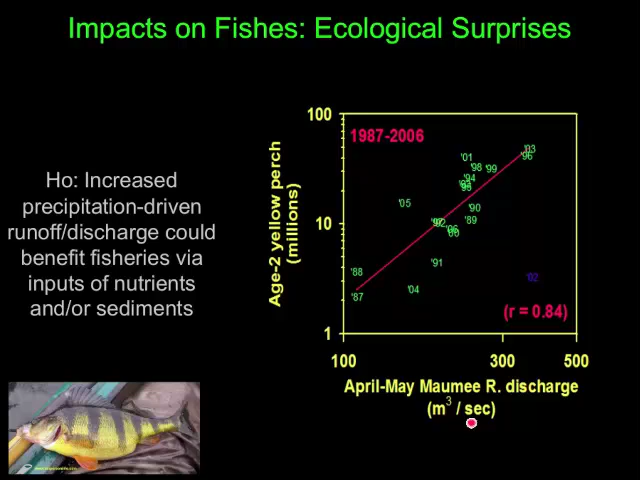 Impacts on Fishes: Ecological Surprises
Ho: Increased
precipitation-driven
runoff/discharge could
benefit fisheries via
inputs of nutrients
and/or sediments
Age-2 yellow perch
(millions)
100
10
1
1987-2006
'03
'96
'01
'98
'99
'94
'05
'90
'89
'92
'91
'88
'87
'04
'02
(r = 0.84)
100
300
500
April-May Maumee R. discharge
(m3 / sec)